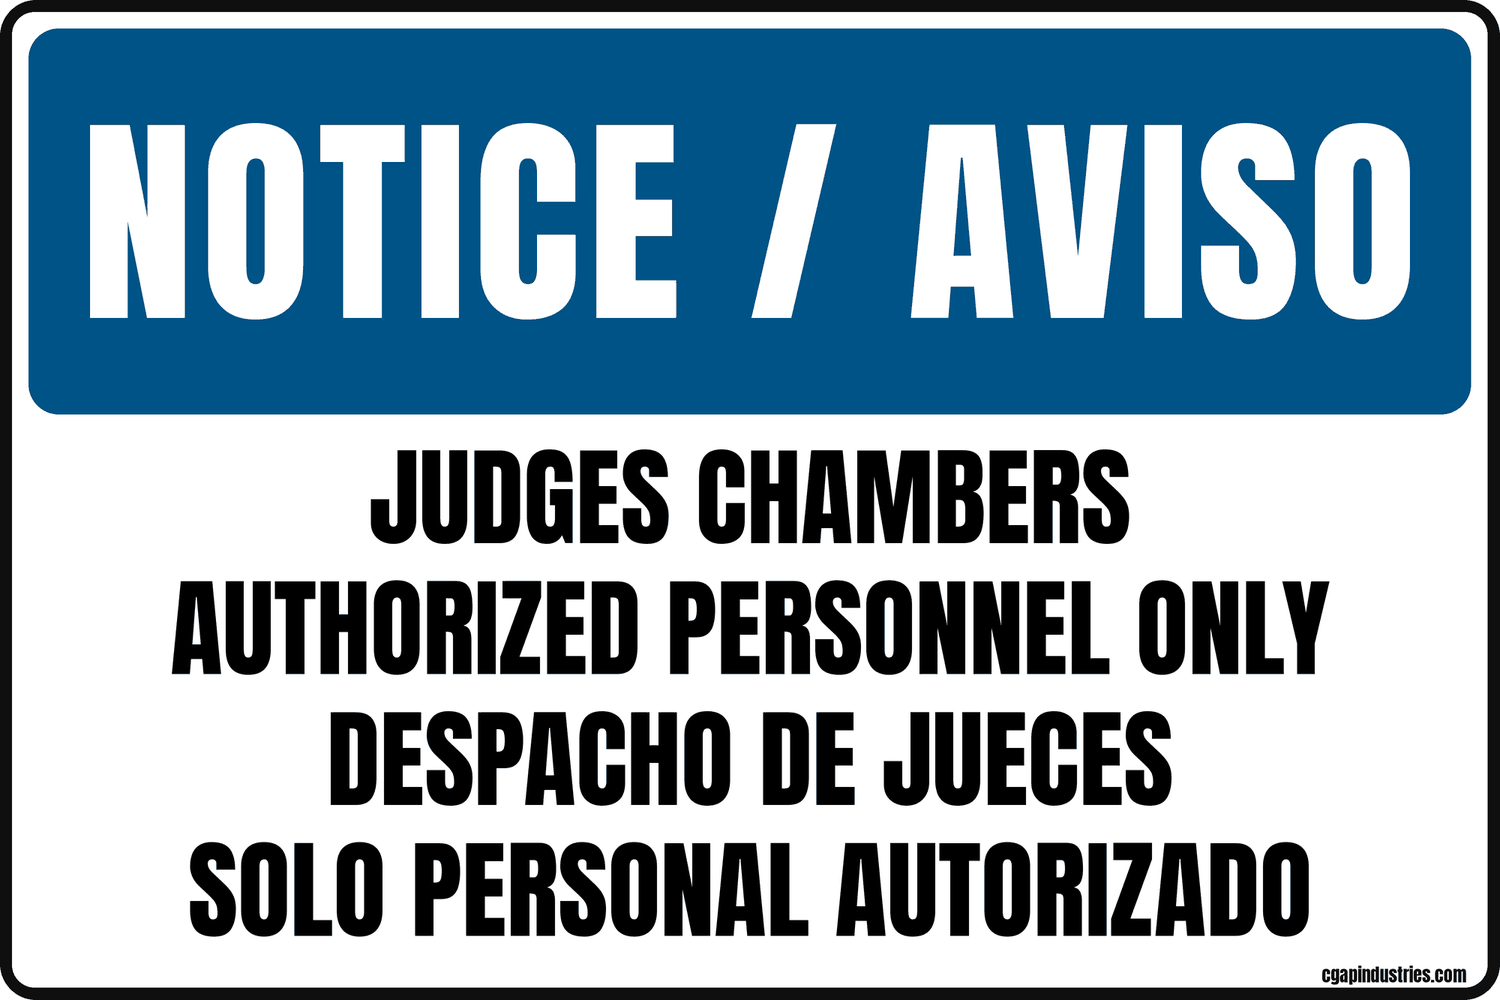 NOTICE / AVISO
JUDGES CHAMBERS
AUTHORIZED PERSONNEL ONLY
DESPACHO DE JUECES
SOLO PERSONAL AUTORIZADO
cgapindustries.com